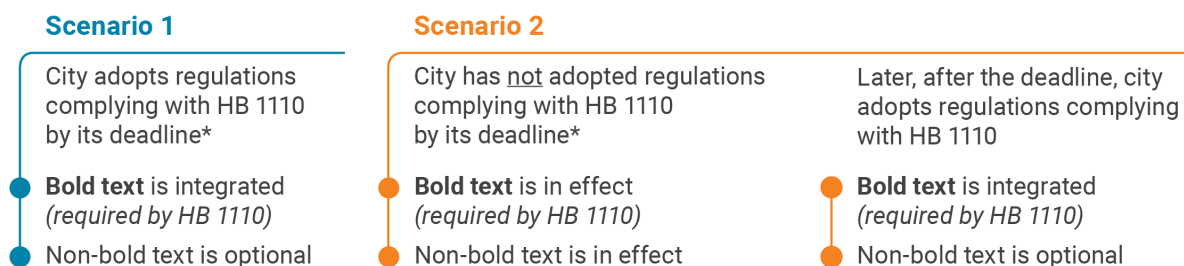 Scenario 1
City adopts regulations
complying with HB 1110
by its deadline*
Bold text is integrated
(required by HB 1110)
Non-bold text is optional
Scenario 2
City has not adopted regulations
complying with HB 1110
by its deadline*
Bold text is in effect
(required by HB 1110)
Non-bold text is in effect
Later, after the deadline, city
adopts regulations complying
with HB 1110
Bold text is integrated
(required by HB 1110)
Non-bold text is optional